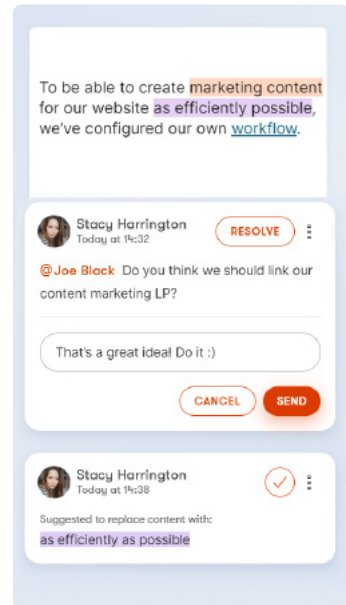 To be able to create marketing content
for our website as efficiently possible,
we've configured our own workflow.
Stacy Harrington
Today at 14:32
RESOLVE
@Joe Black Do you think we should link our
content marketing LP?
That's a great idea! Do it :)
CANCEL
SEND
Stacy Harrington
Today at 14:38
Suggested to replace content with:
as efficiently as possible